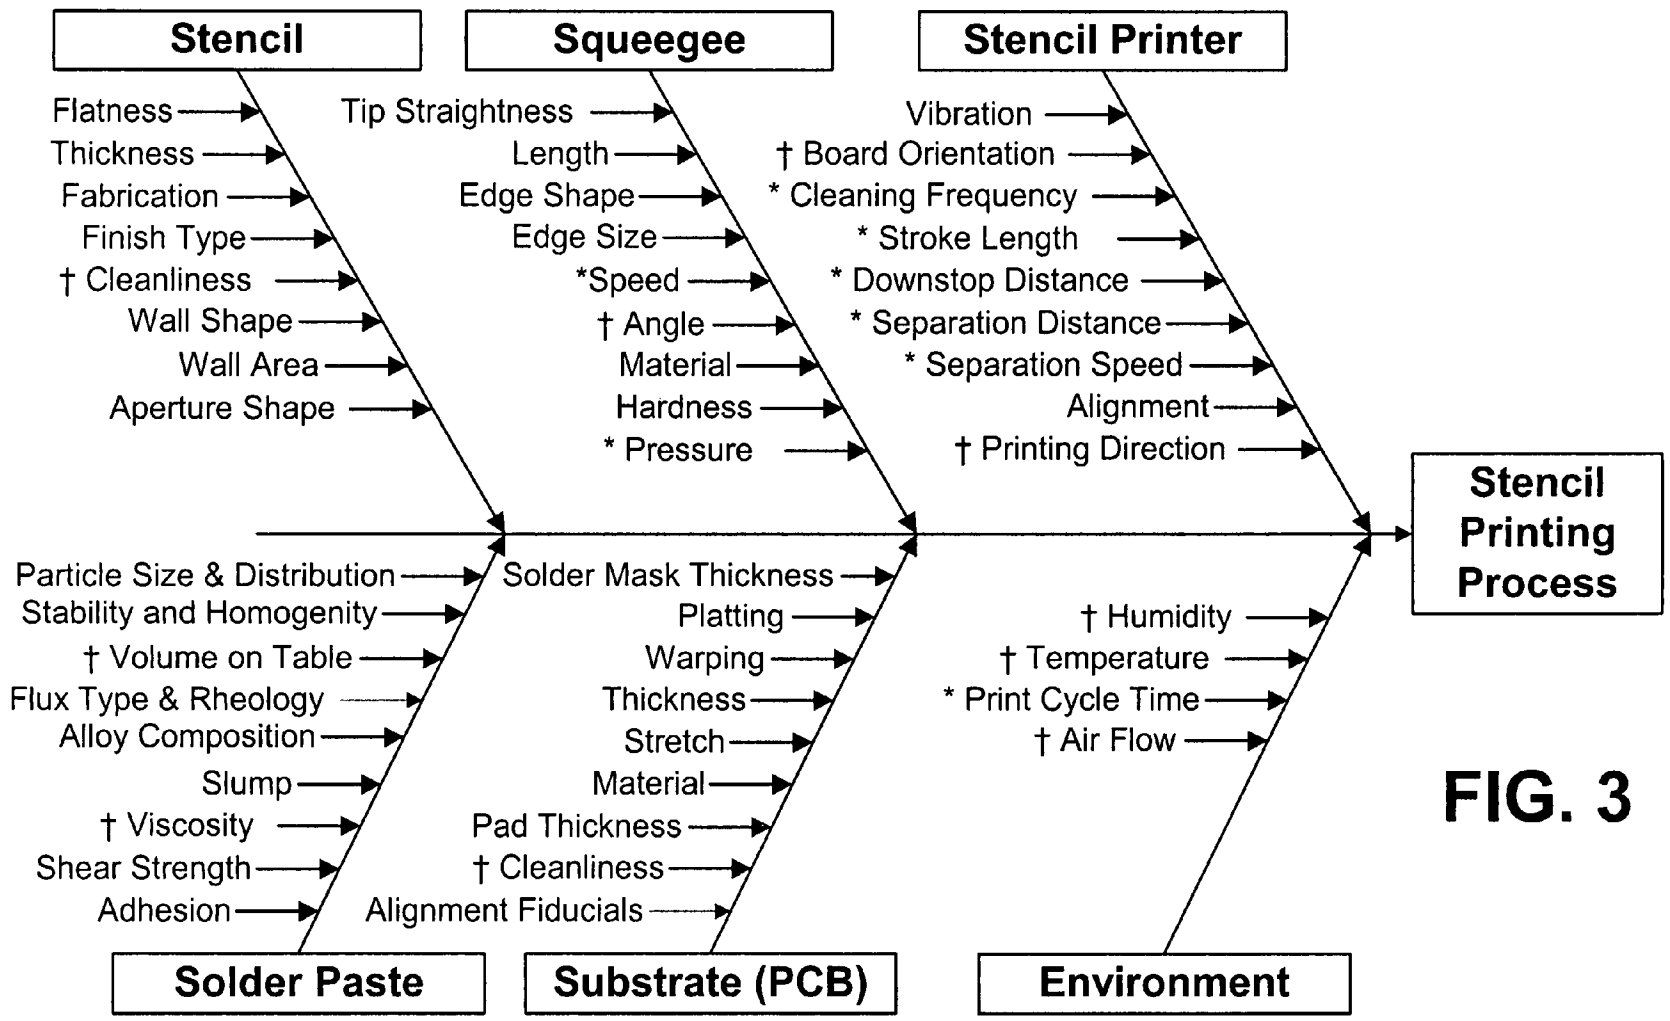 Stencil
Flatness
Thickness
Fabrication
Finish Type
† Cleanliness
Wall Shape
Wall Area
Aperture Shape
Squeegee
Tip Straightness
Length
Edge Shape
Edge Size
*Speed
† Angle
Material
Hardness
* Pressure
Stencil Printer
Vibration
† Board Orientation
* Cleaning Frequency
* Stroke Length
* Downstop Distance
* Separation Distance
* Separation Speed
Alignment
† Printing Direction
Stencil
Printing
Process
Particle Size & Distribution
Stability and Homogenity
† Volume on Table
Flux Type & Rheology
Alloy Composition
Slump
† Viscosity
Shear Strength
Adhesion
Solder Paste
Solder Mask Thickness
Platting
Warping
Thickness
Stretch
Material
Pad Thickness
† Cleanliness
Alignment Fiducials
Substrate (PCB)
† Humidity
† Temperature
* Print Cycle Time
† Air Flow
Environment
FIG. 3